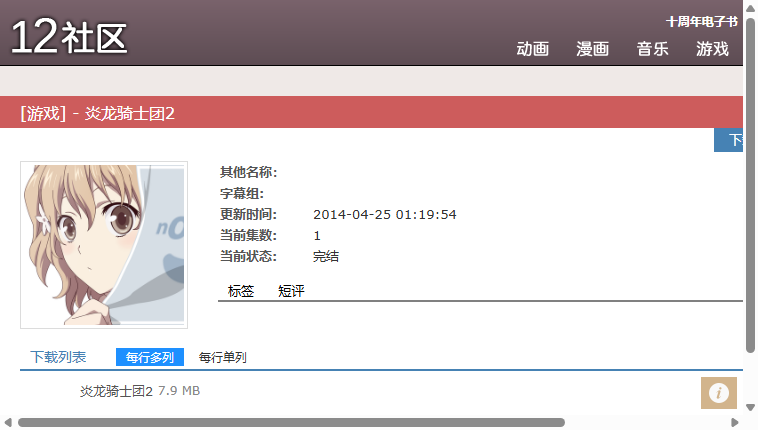 12社区
十周年电子书
动画 漫画 音乐 游戏
[游戏] - 炎龙骑士团2
下
其他名称:
字幕组:
更新时间: 2014-04-25 01:19:54
当前集数: 1
当前状态: 完结
标签 短评
下载列表 每行多列 每行单列
炎龙骑士团2 7.9 MB